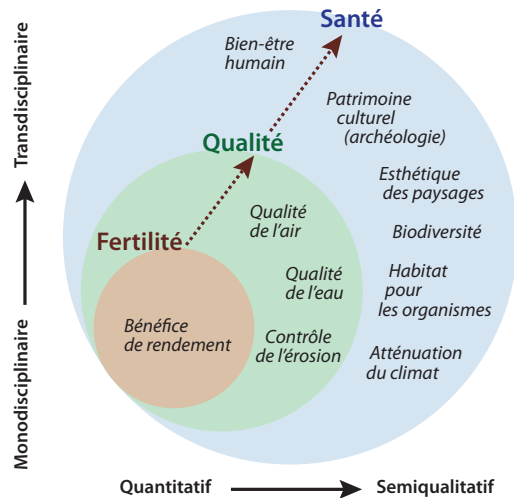 Santé
Bien-être
humain
Patrimoine
culturel
(archéologie)
Qualité
Esthétique
des paysages
Qualité
de l'air
Biodiversité
Fertilité
Qualité
de l'eau
Habitat
pour
les organismes
Bénéfice
de rendement
Contrôle
de l'érosion
Atténuation
du climat
Transdisciplinaire
Monodisciplinaire
Quantitatif
Semiqualitatif